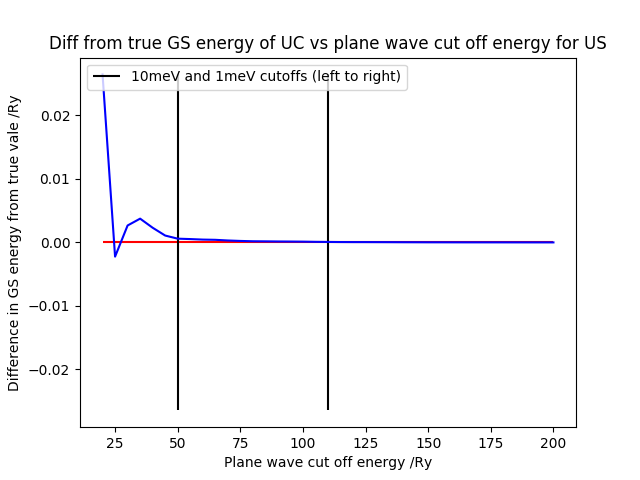 Diff from true GS energy of UC vs plane wave cut off energy for US
10meV and 1meV cutoffs (left to right)
Difference in GS energy from true vale /Ry
0.02
0.01
0.00
−0.01
−0.02
25 50 75 100 125 150 175 200
Plane wave cut off energy /Ry